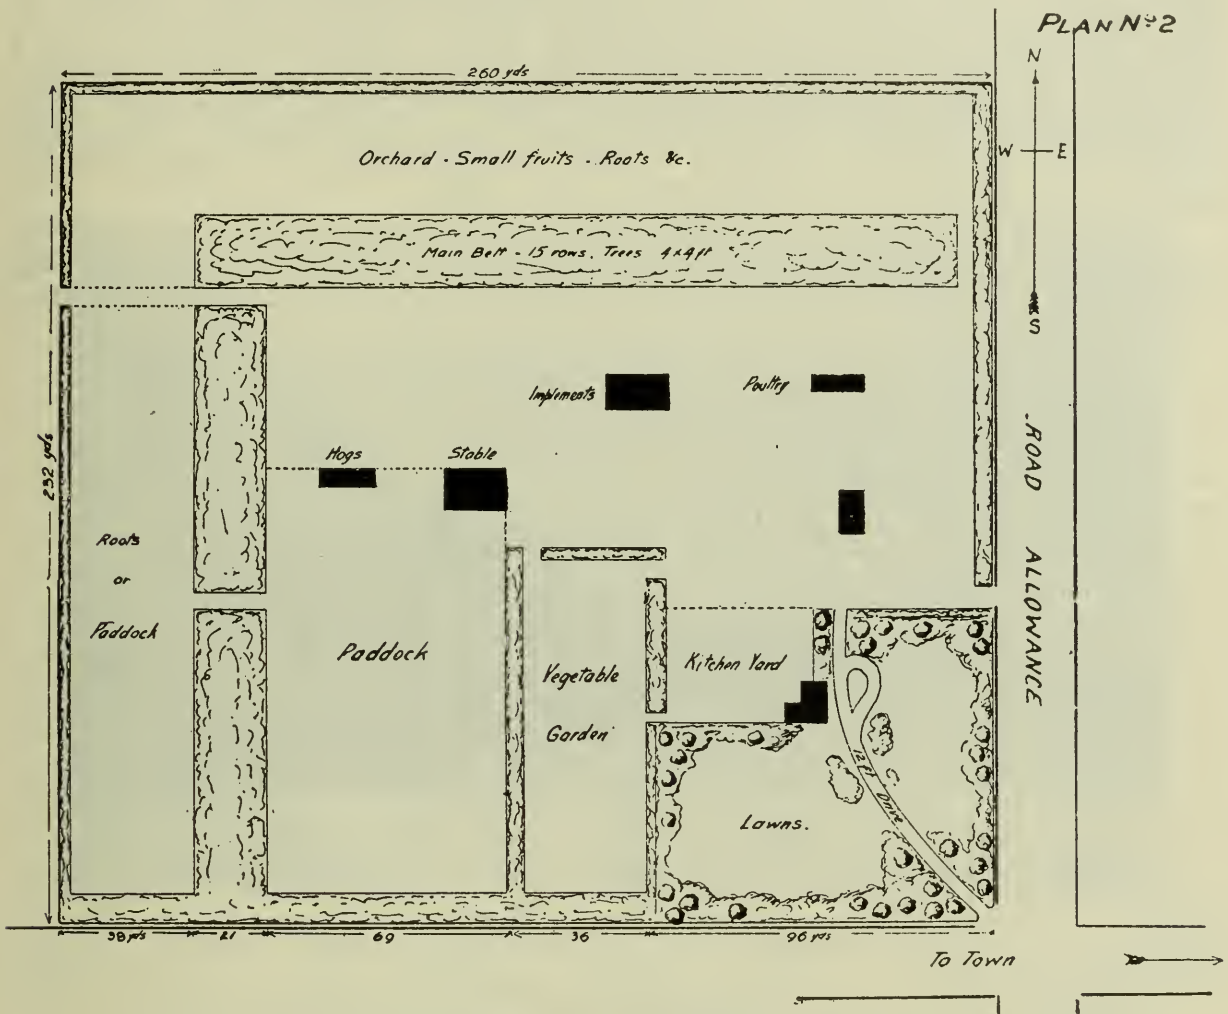 PLAN Nº 2
260 yds
N
W E
S
Orchard - Small fruits - Roots &c.
Main Belt - 15 rows, Trees 4x4 ft
232 yds
Implements
Poultry
Hogs
Stable
ROAD ALLOWANCE
Roots
or
Paddock
Paddock
Vegetable
Garden
Kitchen Yard
12 ft Drive
Lawns.
38 yds 21 69 36 96 yds
To Town